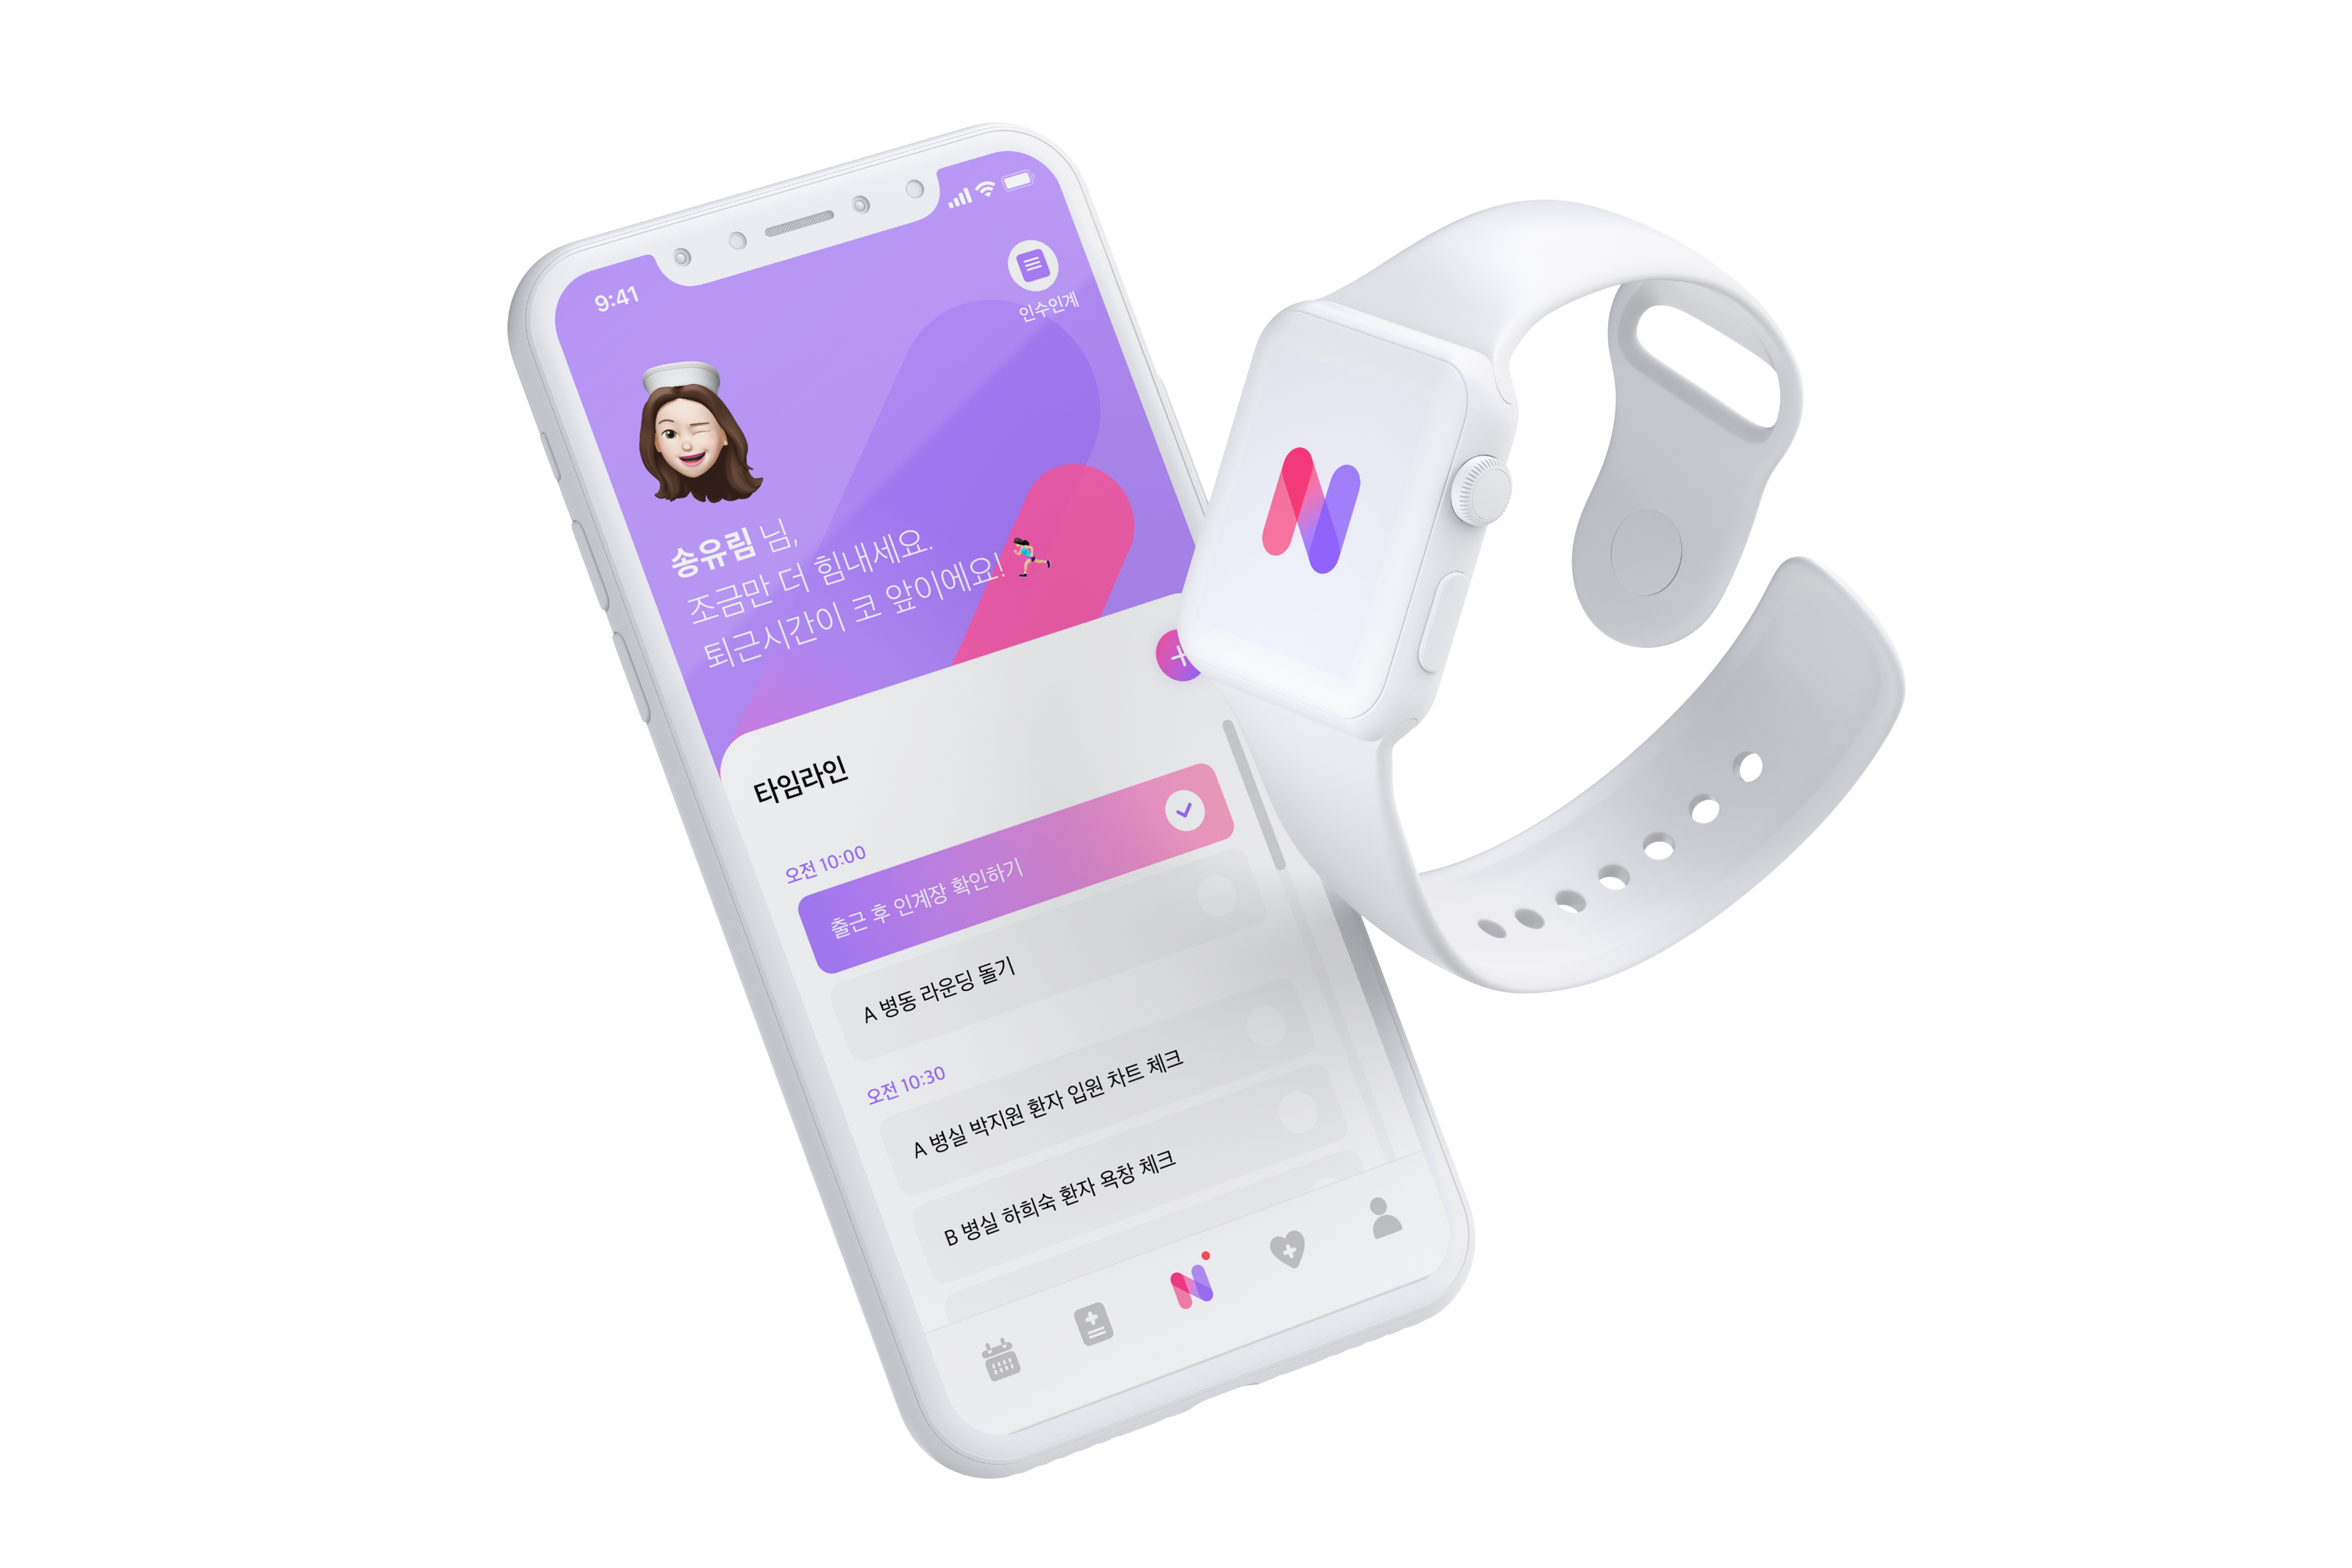 9:41
인수인계
송유림 님,
조금만 더 힘내세요.
퇴근시간이 코 앞이에요!
타임라인
오전 10:00
출근 후 인계장 확인하기
A 병동 라운딩 돌기
오전 10:30
A 병실 박지원 환자 입원 차트 체크
B 병실 하희숙 환자 욕창 체크